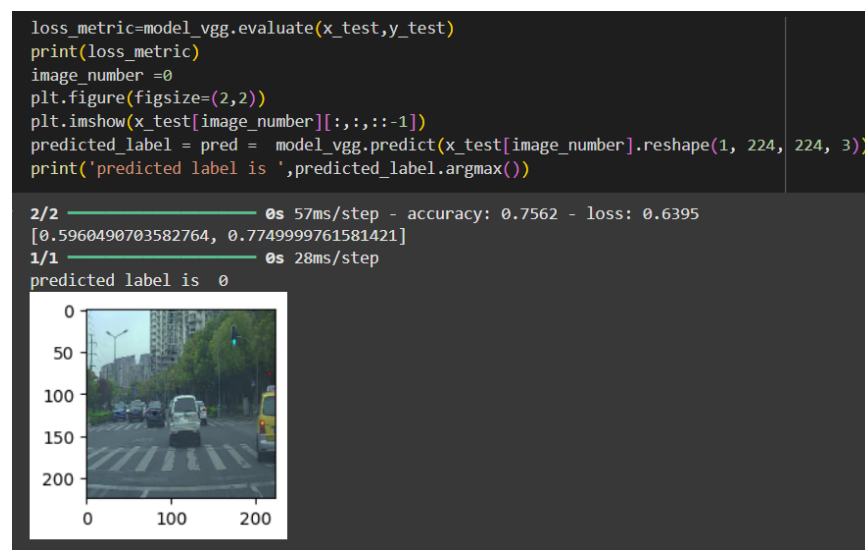 loss_metric=model_vgg.evaluate(x_test,y_test)
print(loss_metric)
image_number =0
plt.figure(figsize=(2,2))
plt.imshow(x_test[image_number][:,:,::-1])
predicted_label = pred =  model_vgg.predict(x_test[image_number].reshape(1, 224, 224, 3))
print('predicted label is ',predicted_label.argmax())
2/2 ━━━━━━━━━━━━━━━━━━━━ 0s 57ms/step - accuracy: 0.7562 - loss: 0.6395
[0.5960490703582764, 0.7749999761581421]
1/1 ━━━━━━━━━━━━━━━━━━━━ 0s 28ms/step
predicted label is  0
0
50
100
150
200
0 100 200